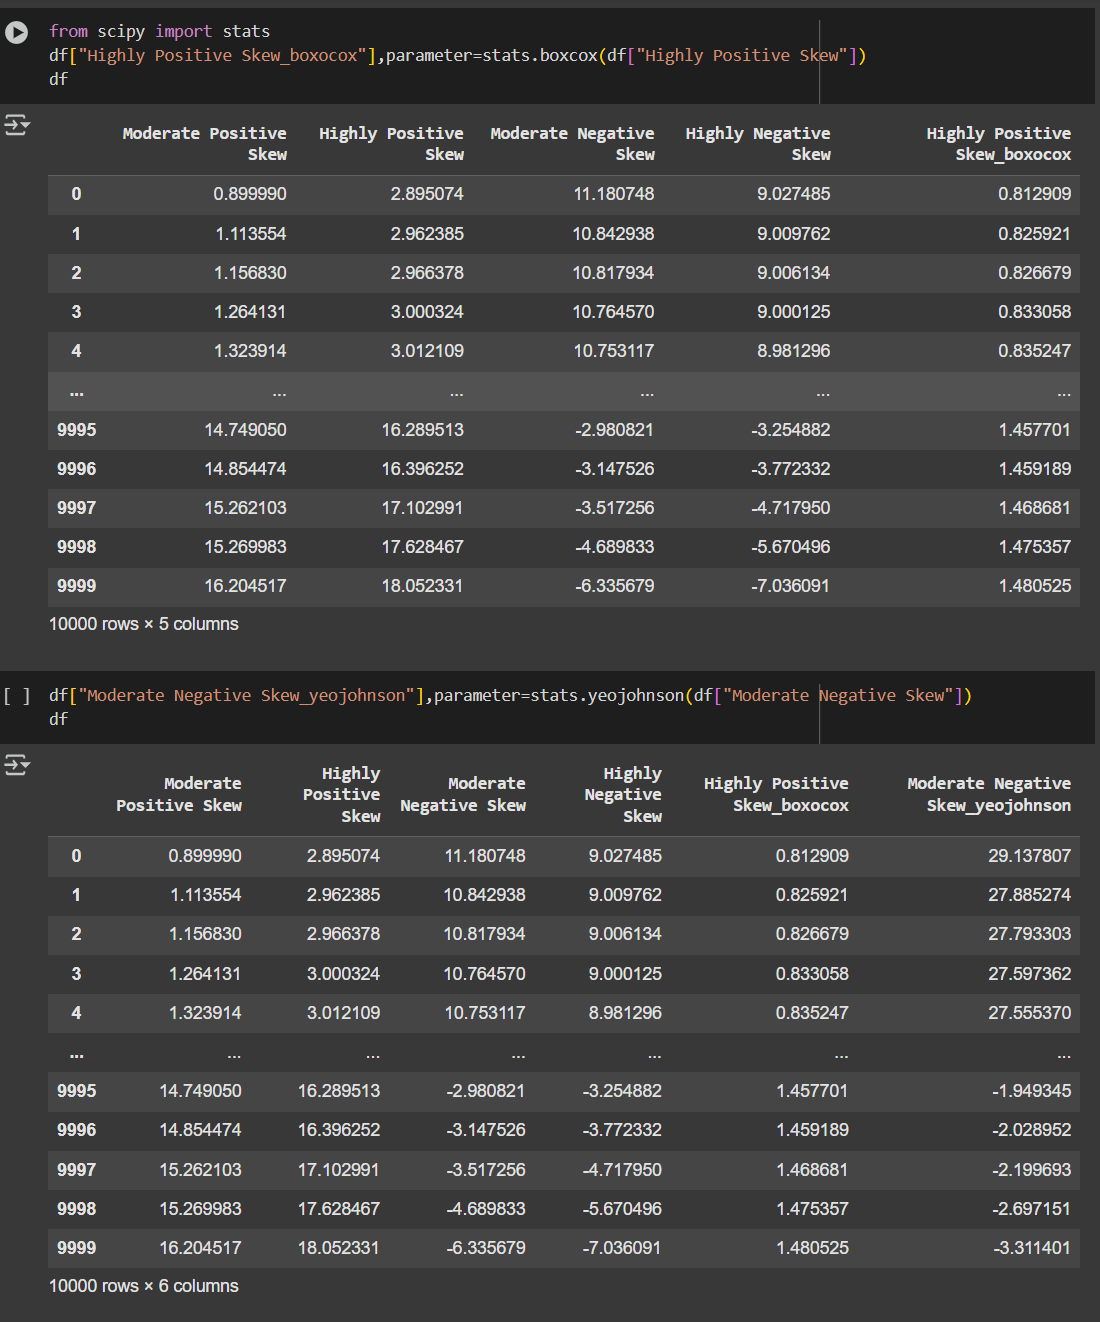 from scipy import stats
df["Highly Positive Skew_boxocox"],parameter=stats.boxcox(df["Highly Positive Skew"])
df
Moderate Positive Skew Highly Positive Skew Moderate Negative Skew Highly Negative Skew Highly Positive Skew_boxocox
0 0.899990 2.895074 11.180748 9.027485 0.812909
1 1.113554 2.962385 10.842938 9.009762 0.825921
2 1.156830 2.966378 10.817934 9.006134 0.826679
3 1.264131 3.000324 10.764570 9.000125 0.833058
4 1.323914 3.012109 10.753117 8.981296 0.835247
... ... ... ... ... ...
9995 14.749050 16.289513 -2.980821 -3.254882 1.457701
9996 14.854474 16.396252 -3.147526 -3.772332 1.459189
9997 15.262103 17.102991 -3.517256 -4.717950 1.468681
9998 15.269983 17.628467 -4.689833 -5.670496 1.475357
9999 16.204517 18.052331 -6.335679 -7.036091 1.480525
10000 rows × 5 columns
[ ] df["Moderate Negative Skew_yeojohnson"],parameter=stats.yeojohnson(df["Moderate Negative Skew"])
df
Moderate Positive Skew Highly Positive Skew Moderate Negative Skew Highly Negative Skew Highly Positive Skew_boxocox Moderate Negative Skew_yeojohnson
0 0.899990 2.895074 11.180748 9.027485 0.812909 29.137807
1 1.113554 2.962385 10.842938 9.009762 0.825921 27.885274
2 1.156830 2.966378 10.817934 9.006134 0.826679 27.793303
3 1.264131 3.000324 10.764570 9.000125 0.833058 27.597362
4 1.323914 3.012109 10.753117 8.981296 0.835247 27.555370
... ... ... ... ... ... ...
9995 14.749050 16.289513 -2.980821 -3.254882 1.457701 -1.949345
9996 14.854474 16.396252 -3.147526 -3.772332 1.459189 -2.028952
9997 15.262103 17.102991 -3.517256 -4.717950 1.468681 -2.199693
9998 15.269983 17.628467 -4.689833 -5.670496 1.475357 -2.697151
9999 16.204517 18.052331 -6.335679 -7.036091 1.480525 -3.311401
10000 rows × 6 columns